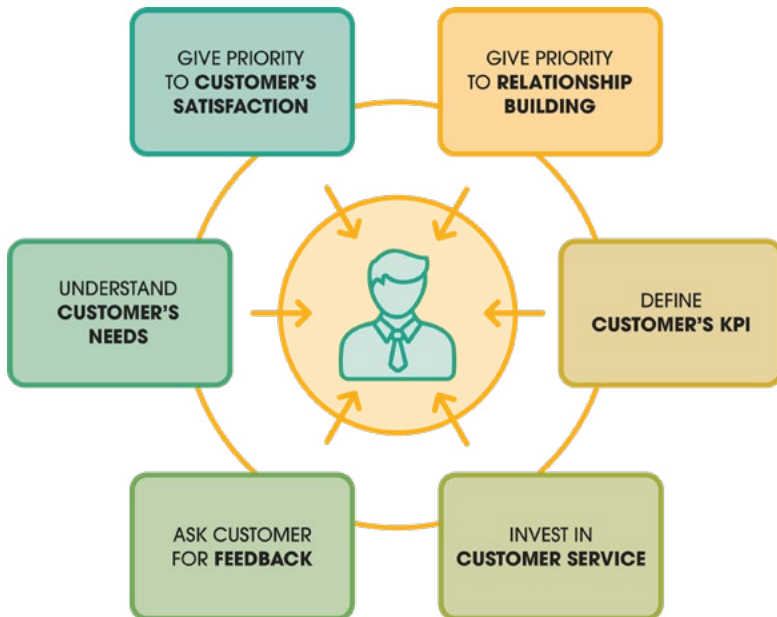 GIVE PRIORITY
TO CUSTOMER'S
SATISFACTION
GIVE PRIORITY
TO RELATIONSHIP
BUILDING
UNDERSTAND
CUSTOMER'S
NEEDS
DEFINE
CUSTOMER'S KPI
ASK CUSTOMER
FOR FEEDBACK
INVEST IN
CUSTOMER SERVICE